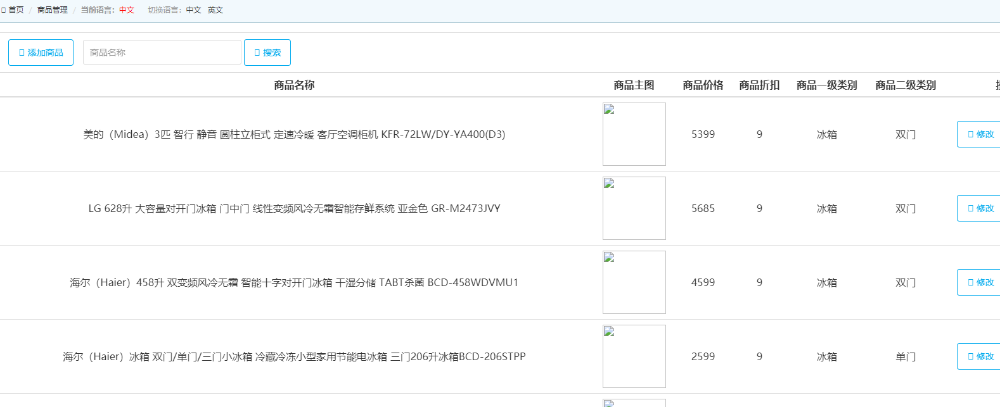 首页 / 商品管理 / 当前语言：中文 切换语言：中文 英文
添加商品 商品名称 搜索
商品名称 商品主图 商品价格 商品折扣 商品一级类别 商品二级类别
美的（Midea）3匹 智行 静音 圆柱立柜式 定速冷暖 客厅空调柜机 KFR-72LW/DY-YA400(D3) 5399 9 冰箱 双门 修改
LG 628升 大容量对开门冰箱 门中门 线性变频风冷无霜智能存鲜系统 亚金色 GR-M2473JVY 5685 9 冰箱 双门 修改
海尔（Haier）458升 双变频风冷无霜 智能十字对开门冰箱 干湿分储 TABT杀菌 BCD-458WDVMU1 4599 9 冰箱 双门 修改
海尔（Haier）冰箱 双门/单门/三门小冰箱 冷藏冷冻小型家用节能电冰箱 三门206升冰箱BCD-206STPP 2599 9 冰箱 单门 修改